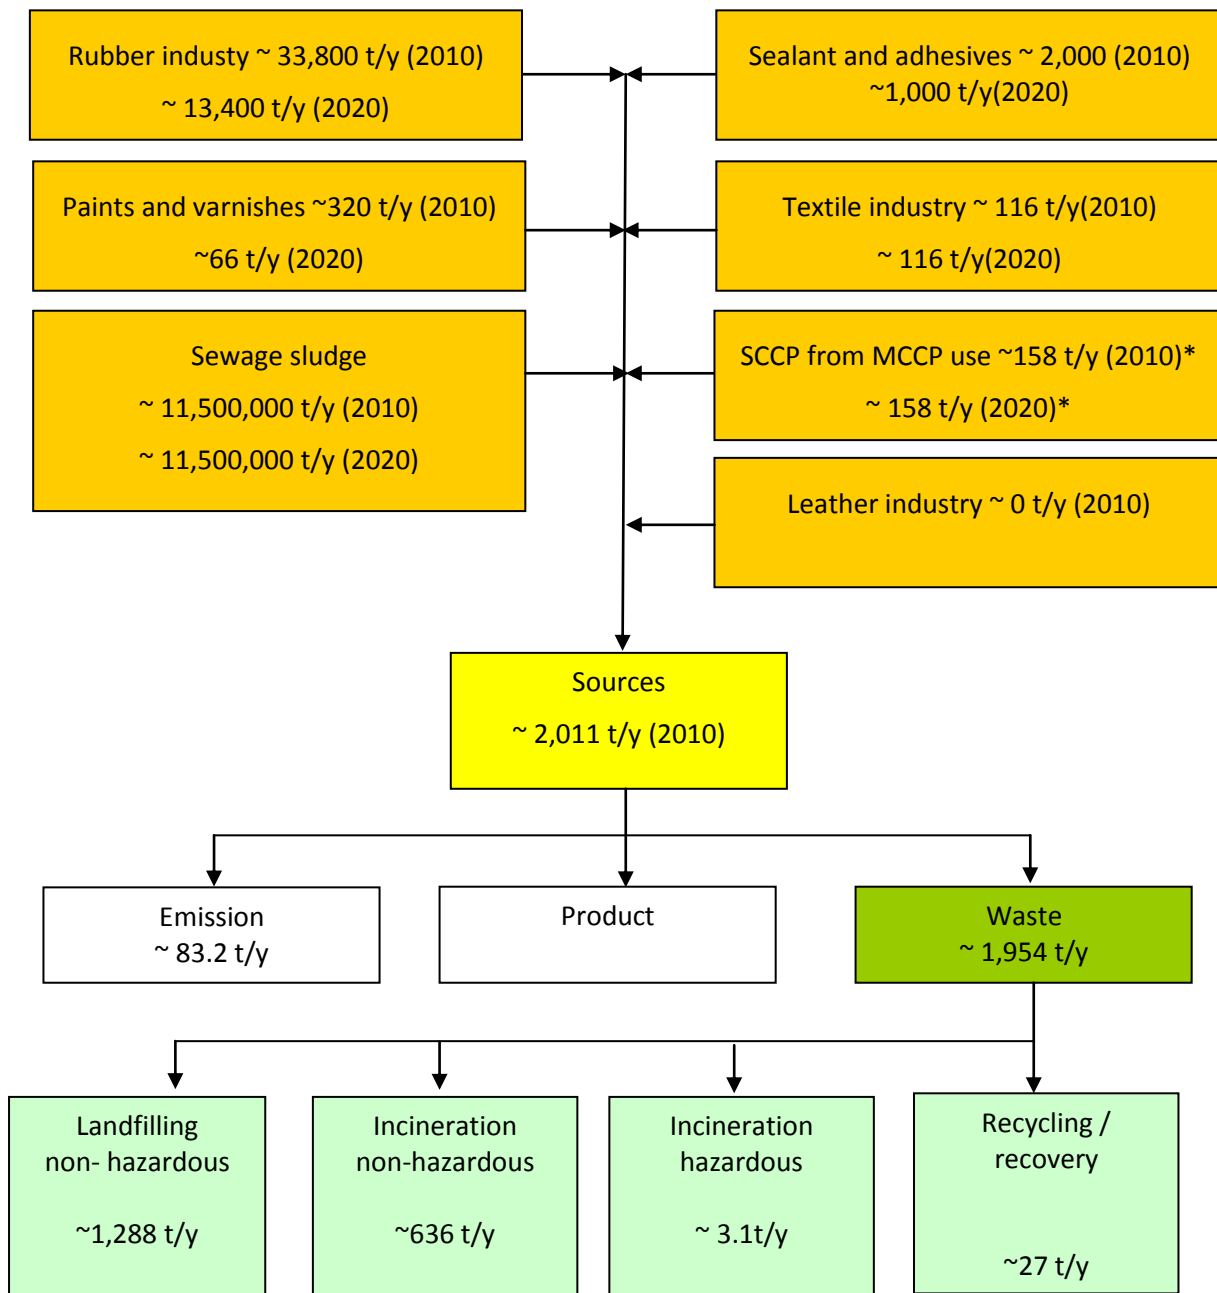 Rubber industy ~ 33,800 t/y (2010)
~ 13,400 t/y (2020)
Sealant and adhesives ~ 2,000 (2010)
~1,000 t/y(2020)
Paints and varnishes ~320 t/y (2010)
~66 t/y (2020)
Textile industry ~ 116 t/y(2010)
~ 116 t/y(2020)
Sewage sludge
~ 11,500,000 t/y (2010)
~ 11,500,000 t/y (2020)
SCCP from MCCP use ~158 t/y (2010)*
~ 158 t/y (2020)*
Leather industry ~ 0 t/y (2010)
Sources
~ 2,011 t/y (2010)
Emission
~ 83.2 t/y
Product
Waste
~ 1,954 t/y
Landfilling
non- hazardous
~1,288 t/y
Incineration
non-hazardous
~636 t/y
Incineration
hazardous
~ 3.1t/y
Recycling /
recovery
~27 t/y